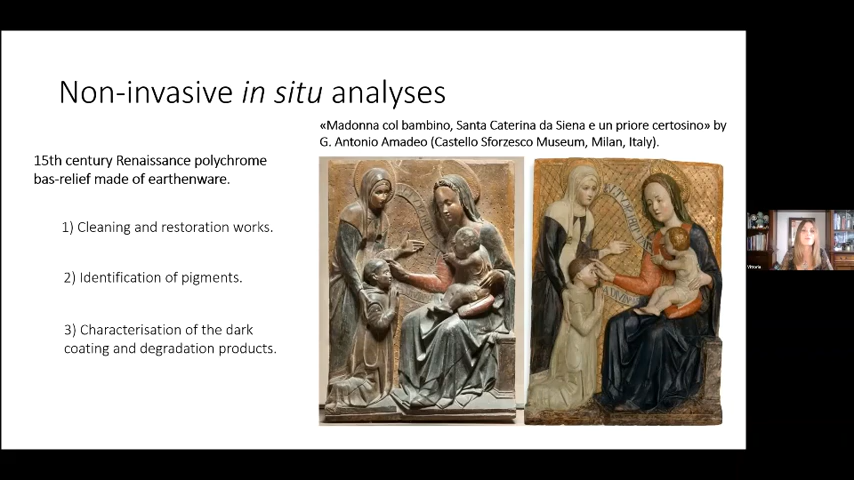 Non-invasive in situ analyses
«Madonna col bambino, Santa Caterina da Siena e un priore certosino» by
G. Antonio Amadeo (Castello Sforzesco Museum, Milan, Italy).
15th century Renaissance polychrome
bas-relief made of earthenware.
1) Cleaning and restoration works.
2) Identification of pigments.
3) Characterisation of the dark
coating and degradation products.